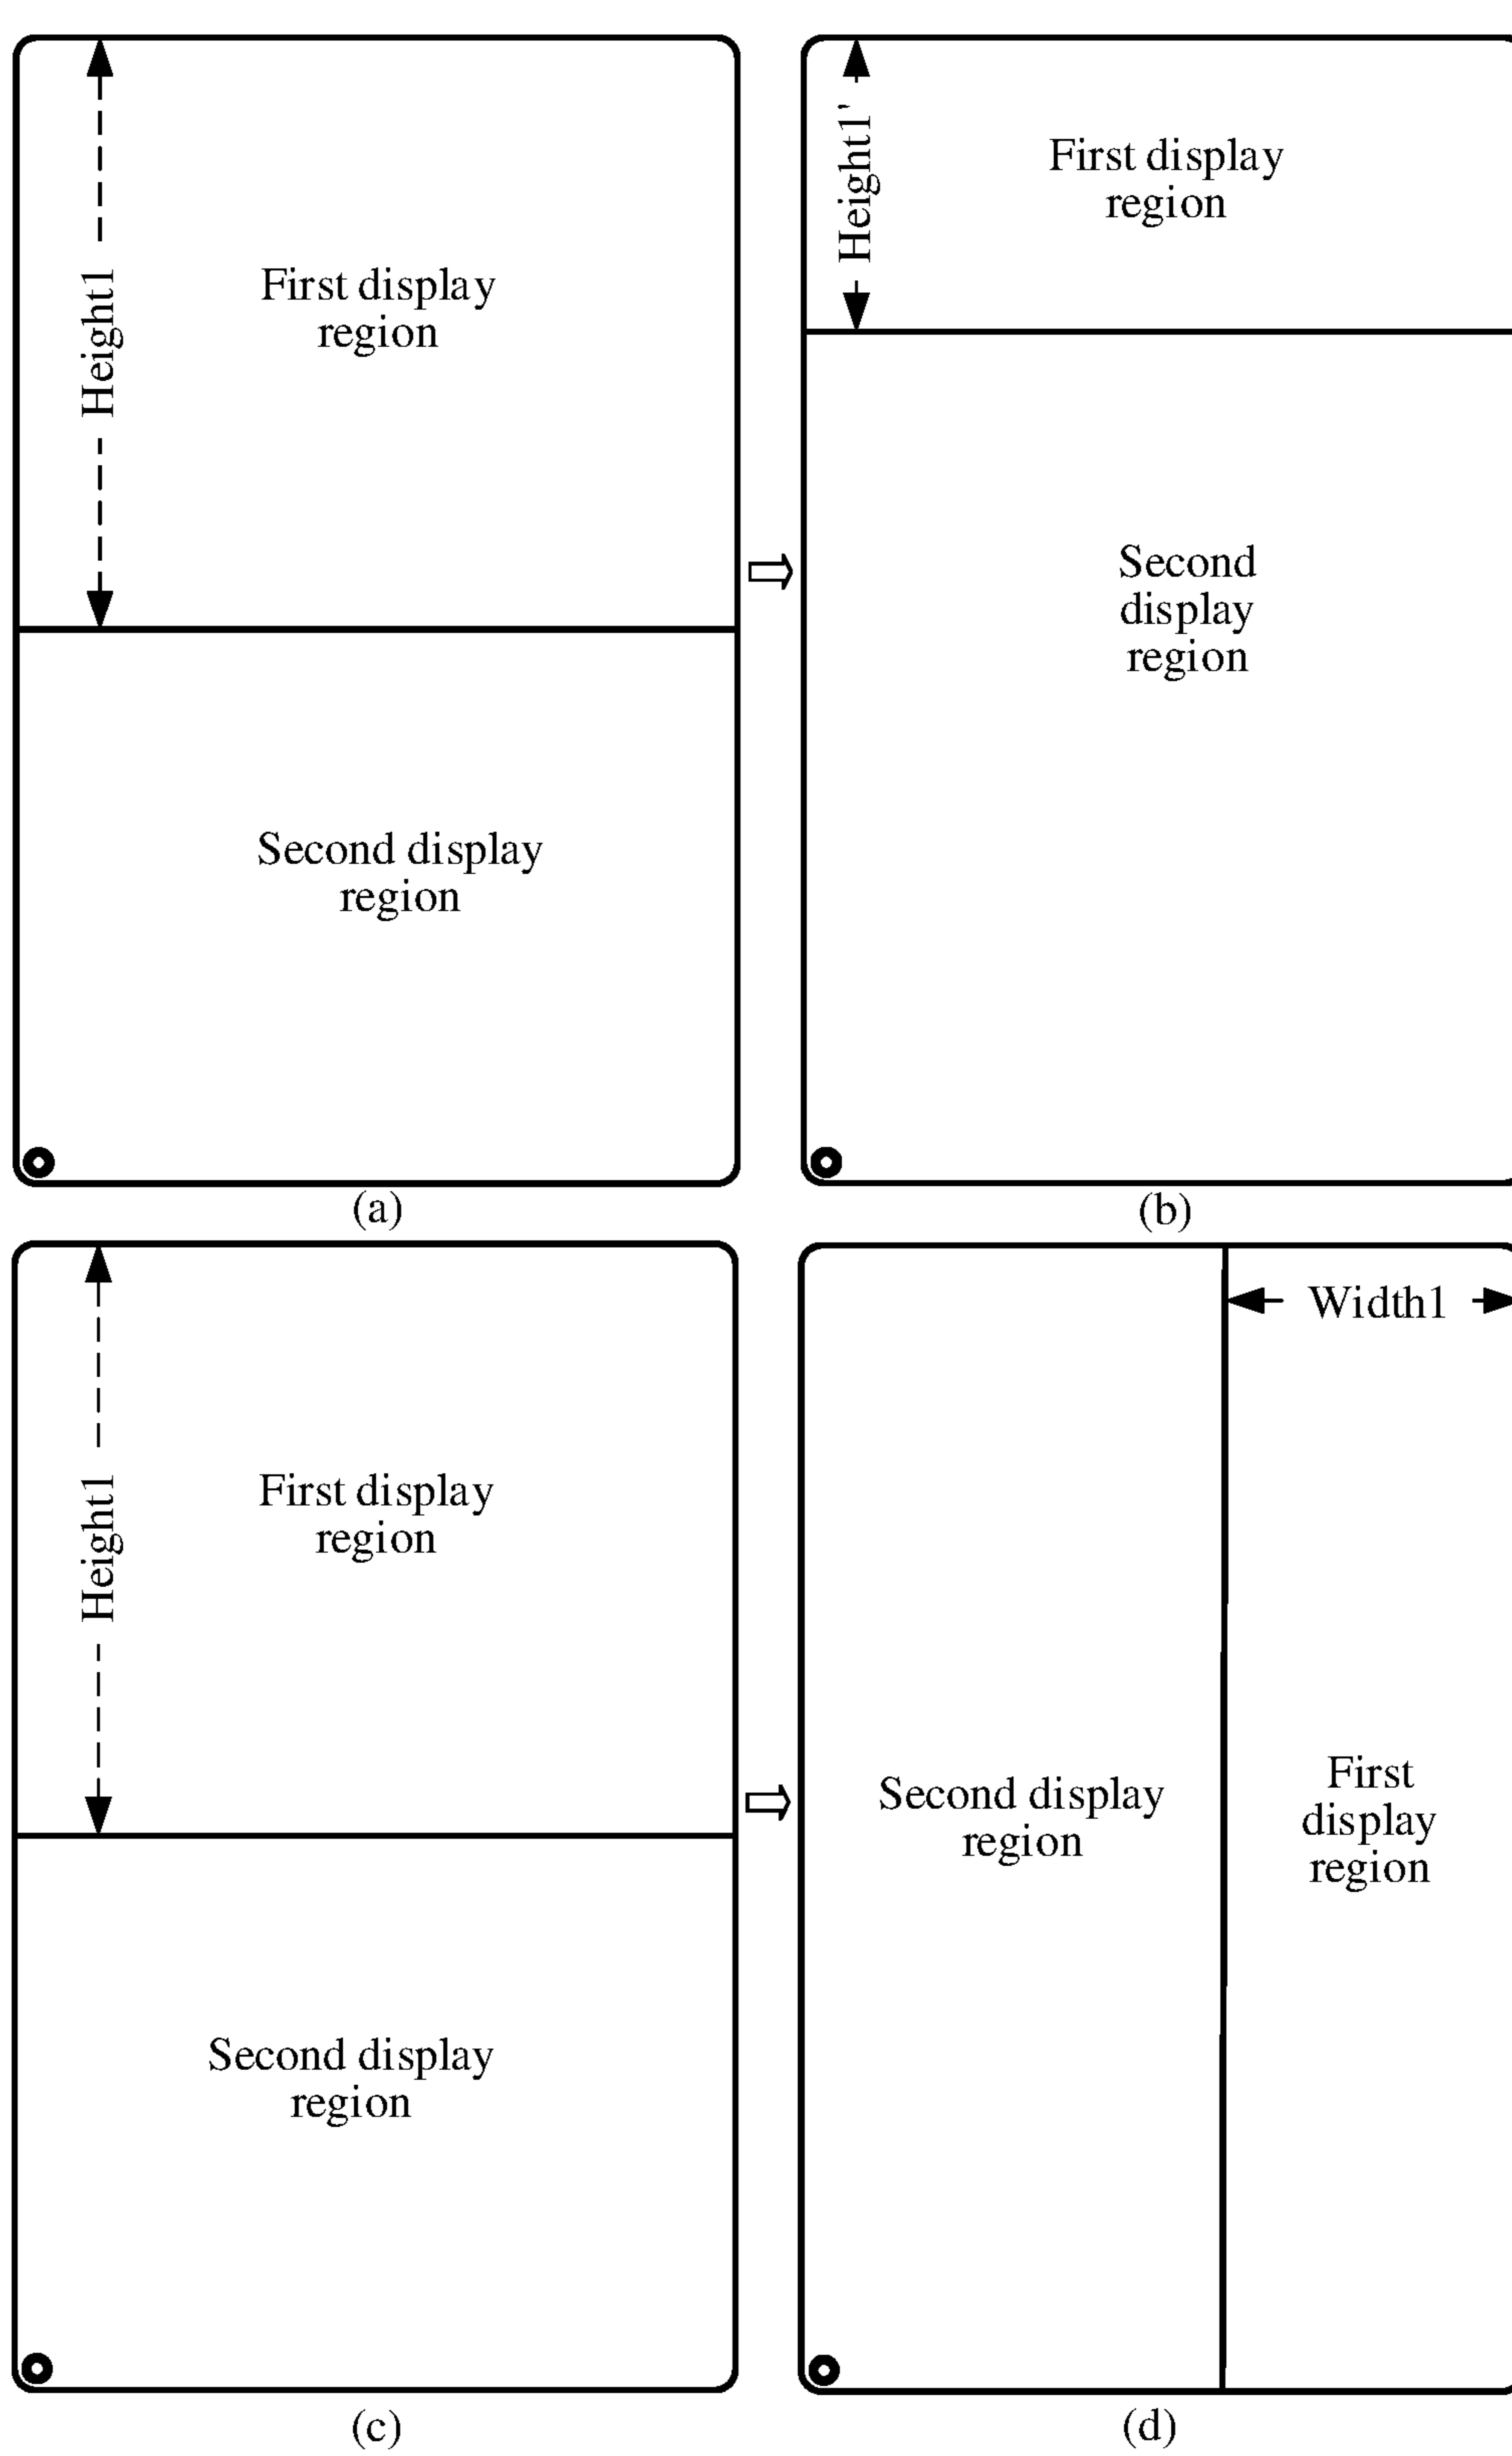 Height1
First display
region
Second display
region
(a)
Height1'
First display
region
Second
display
region
(b)
Height1
First display
region
Second display
region
(c)
Width1
Second display
region
First
display
region
(d)